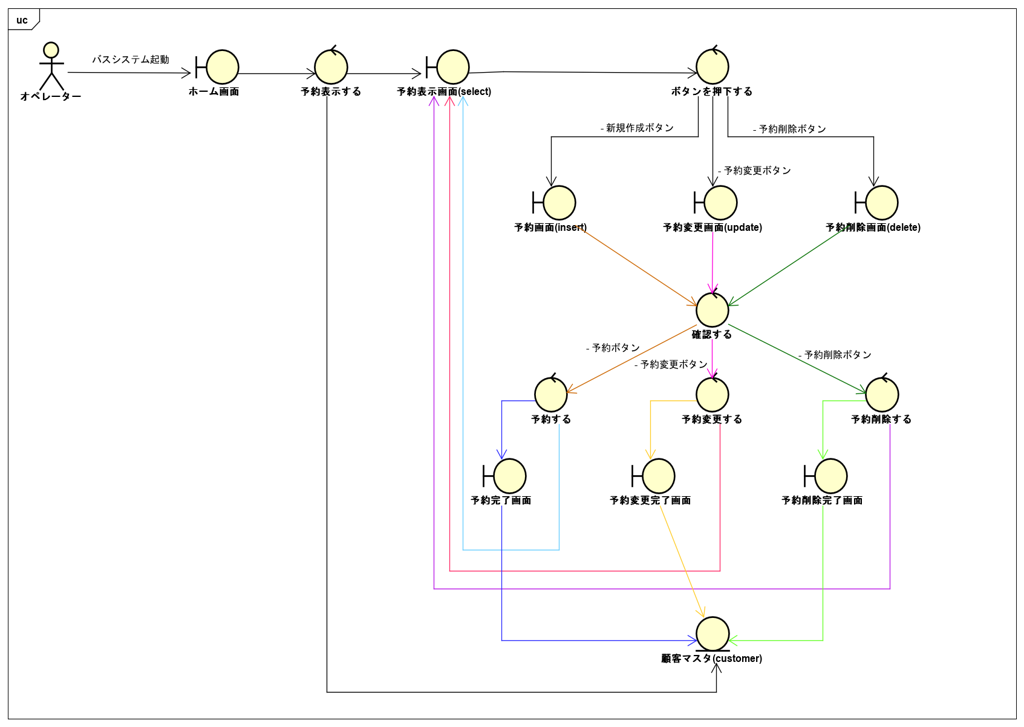 uc
バスシステム起動
オペレーター
ホーム画面
予約表示する
予約表示画面(select)
ボタンを押下する
- 新規作成ボタン
- 予約削除ボタン
- 予約変更ボタン
予約画面(insert)
予約変更画面(update)
予約削除画面(delete)
確認する
- 予約ボタン
- 予約変更ボタン
- 予約削除ボタン
予約する
予約変更する
予約削除する
予約完了画面
予約変更完了画面
予約削除完了画面
顧客マスタ(customer)